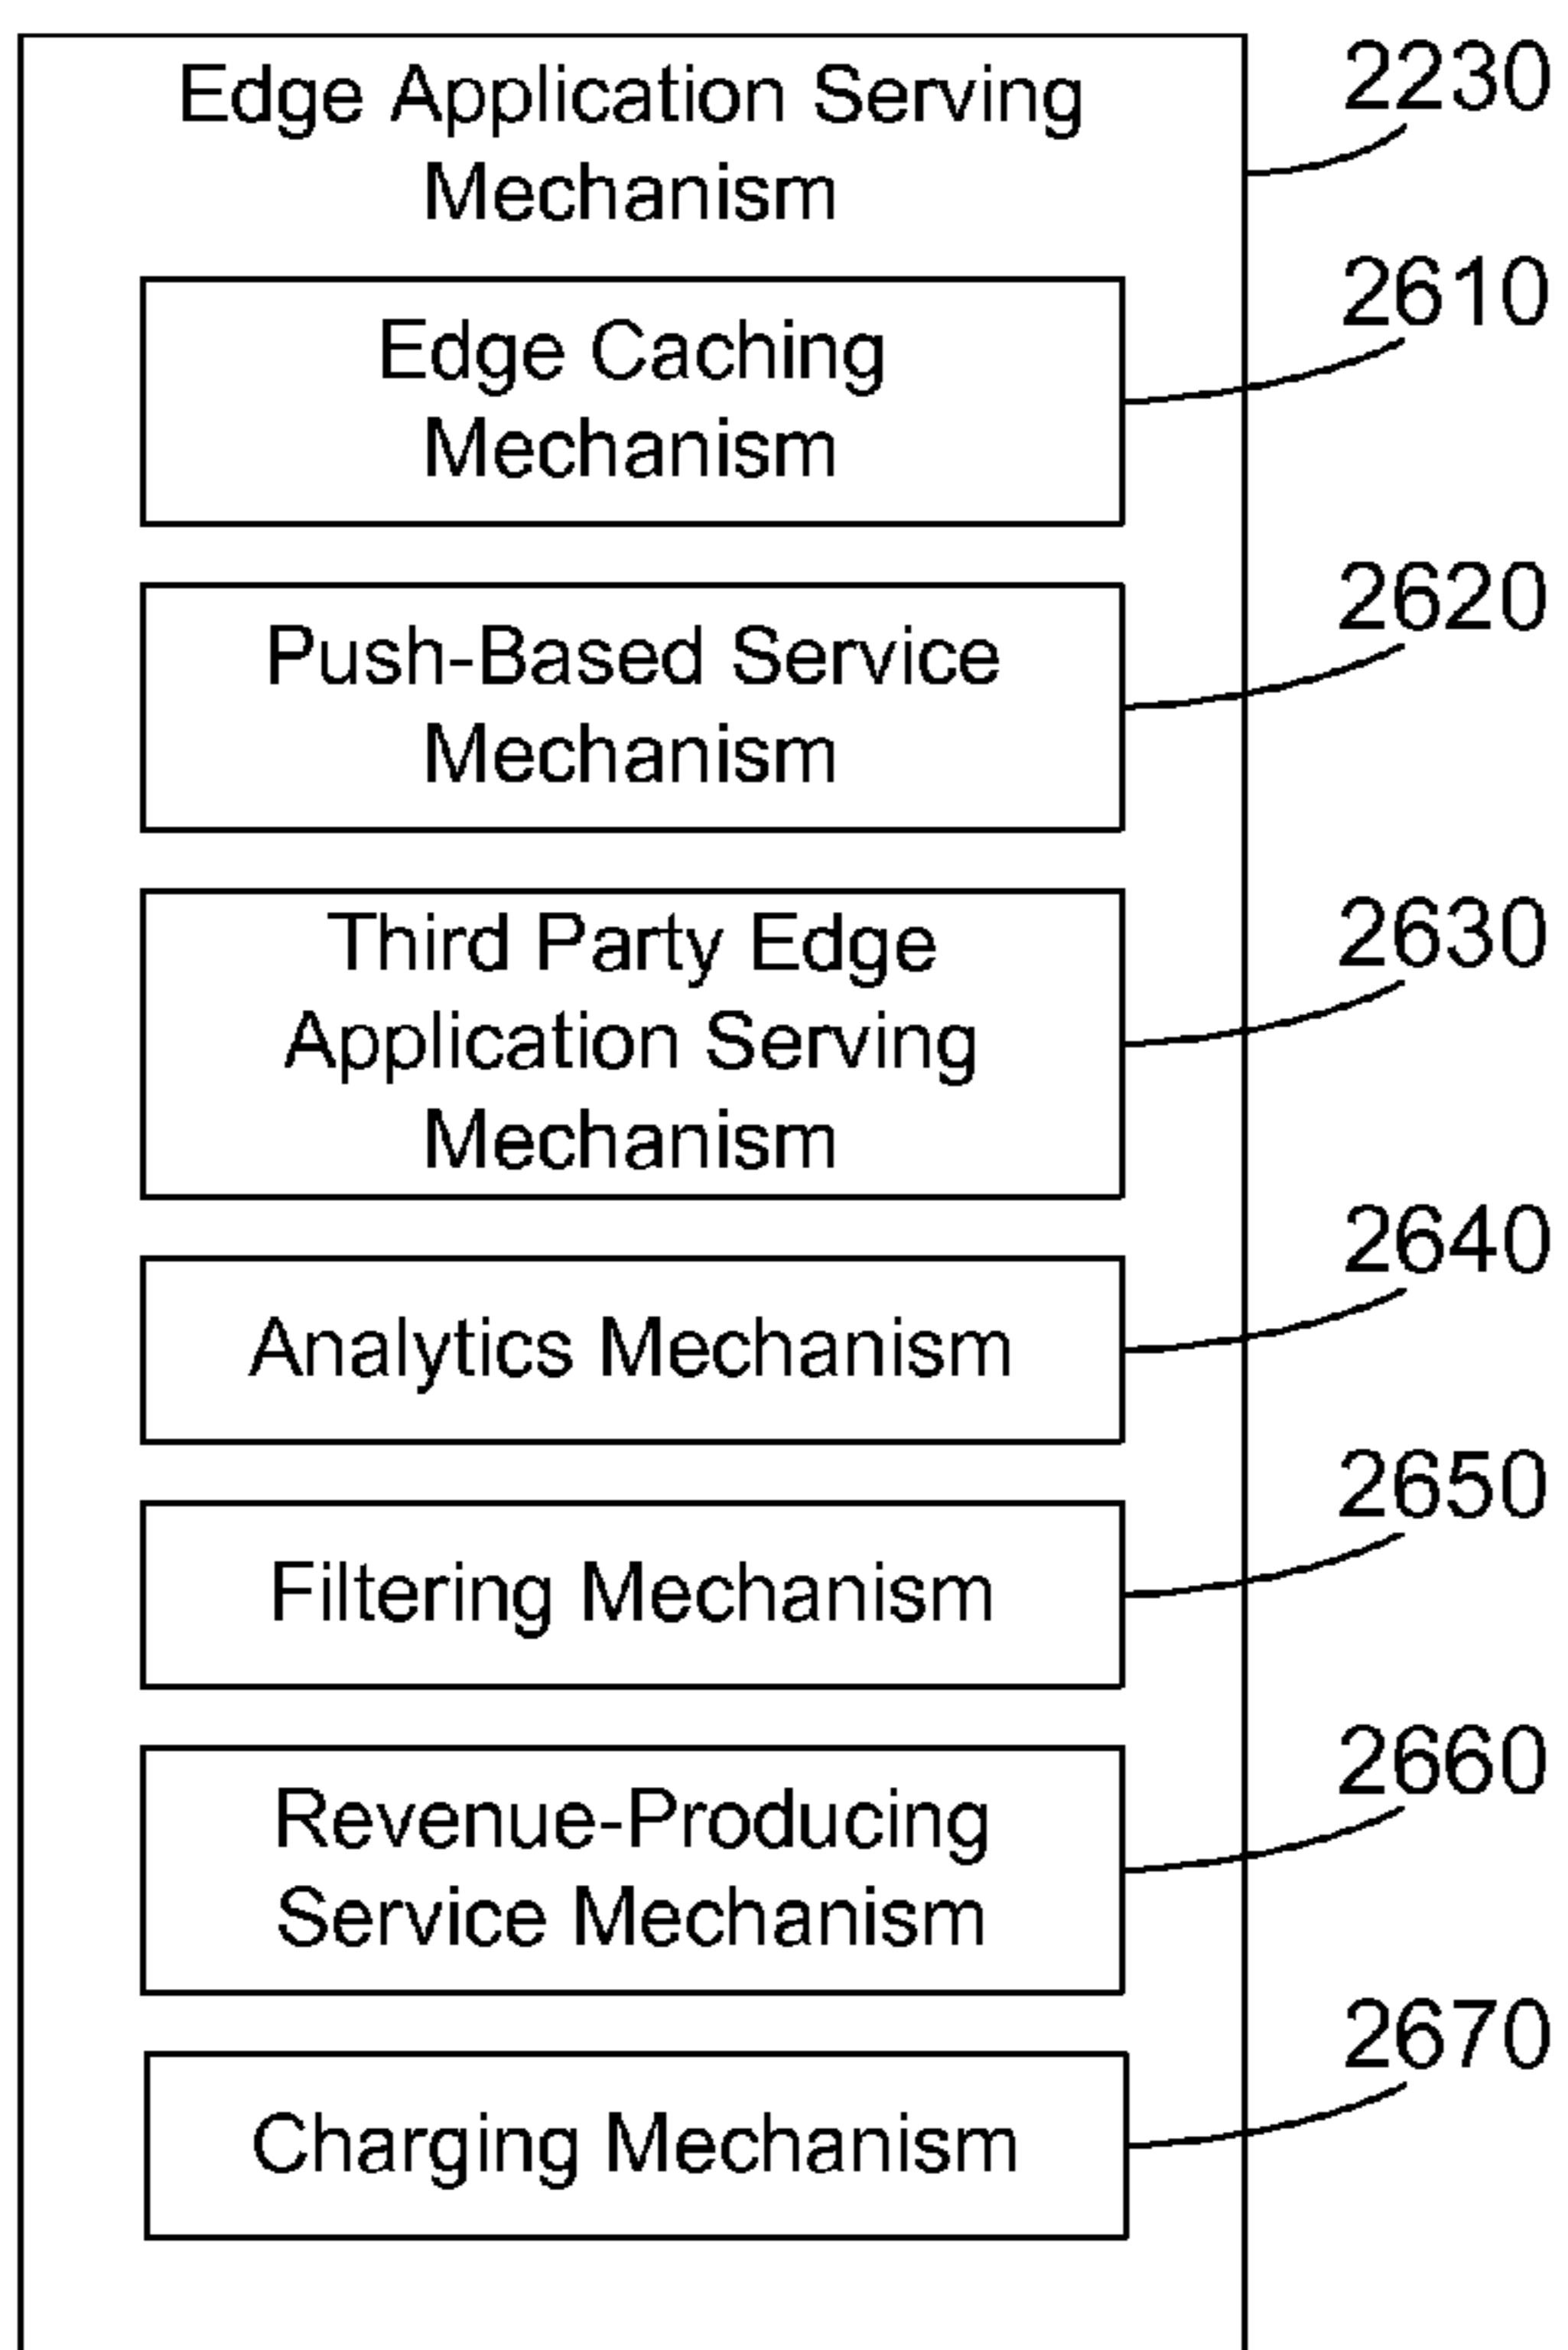 Edge Application Serving
Mechanism
2230
Edge Caching
Mechanism
2610
Push-Based Service
Mechanism
2620
Third Party Edge
Application Serving
Mechanism
2630
Analytics Mechanism
2640
Filtering Mechanism
2650
Revenue-Producing
Service Mechanism
2660
Charging Mechanism
2670